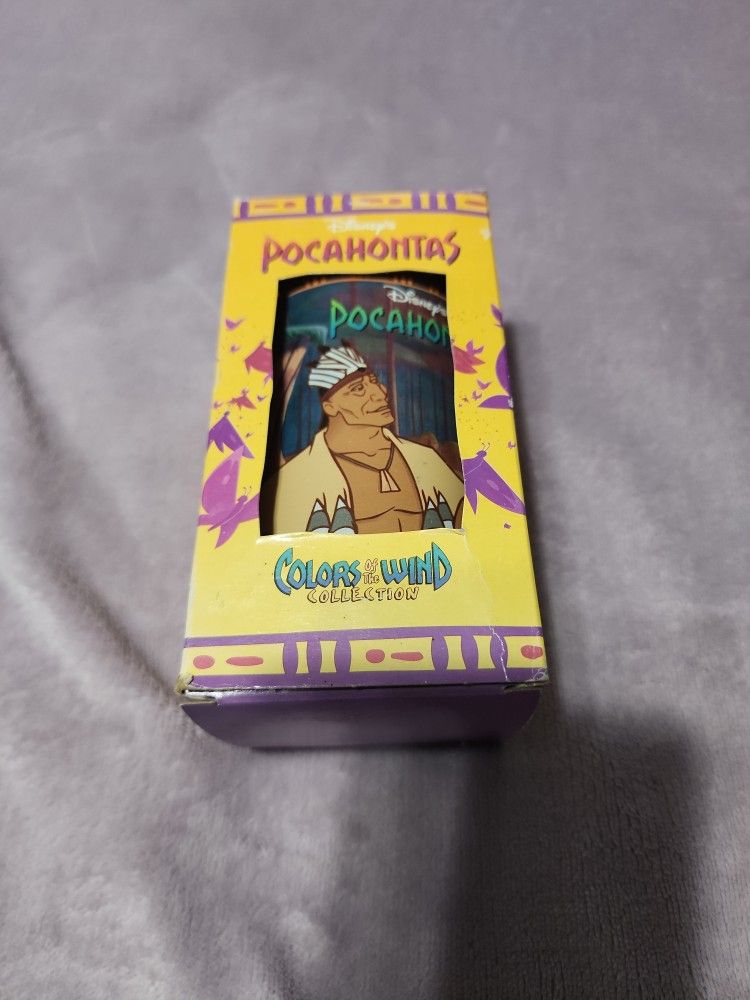 Disney's
POCAHONTAS
Disney's
POCAHON
COLORS OF THE WIND
COLLECTION